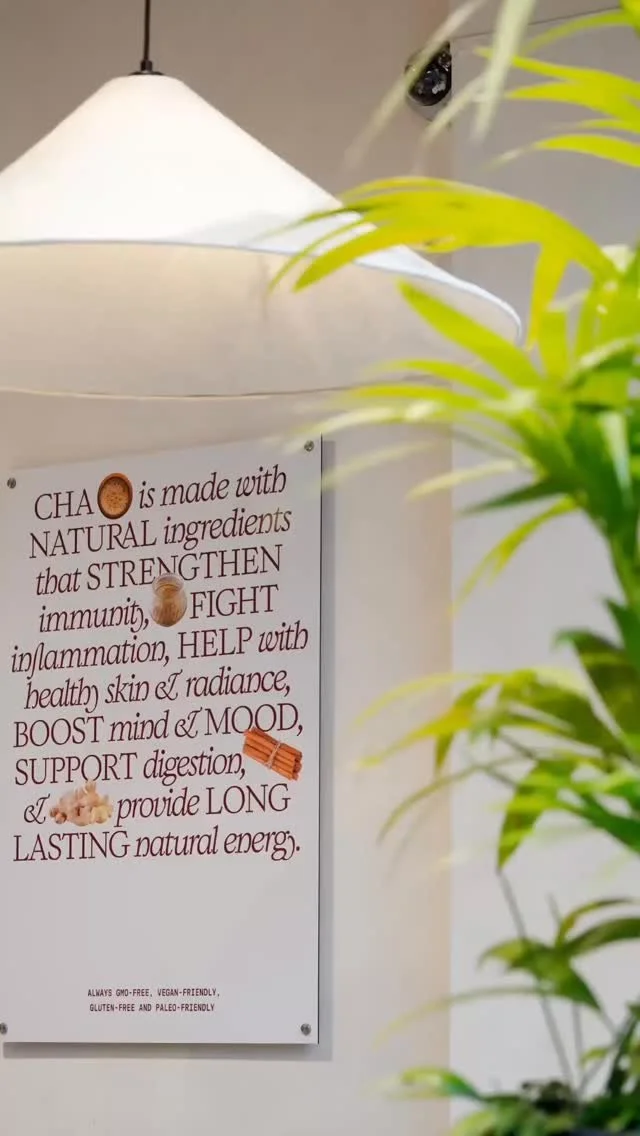 CHA is made with
NATURAL ingredients
that STRENGTHEN
immunity, FIGHT
inflammation, HELP with
healthy skin & radiance,
BOOST mind & MOOD,
SUPPORT digestion,
& provide LONG
LASTING natural energy.
ALWAYS GMO-FREE, VEGAN-FRIENDLY,
GLUTEN-FREE AND PALEO-FRIENDLY